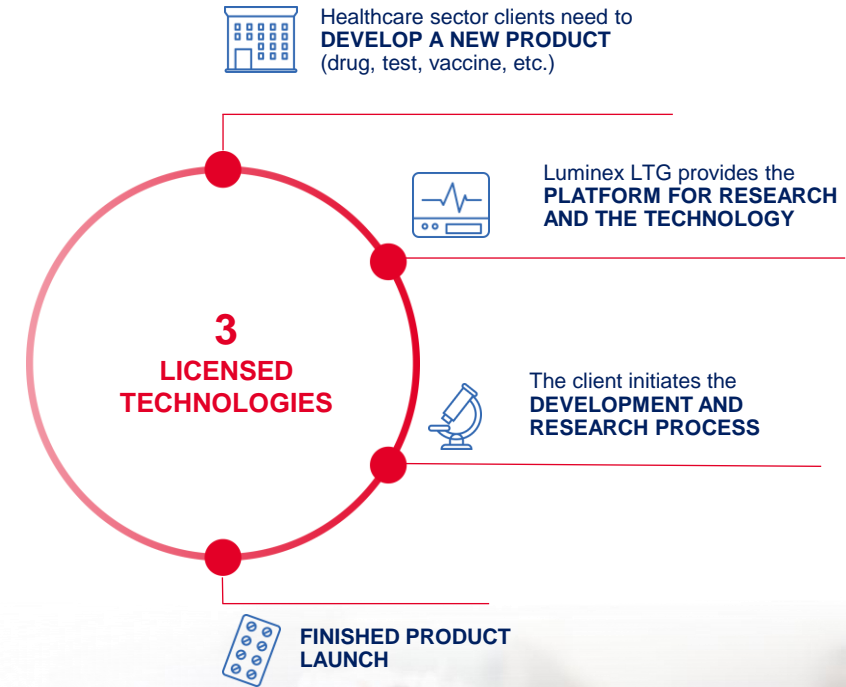 Healthcare sector clients need to
DEVELOP A NEW PRODUCT
(drug, test, vaccine, etc.)
Luminex LTG provides the
PLATFORM FOR RESEARCH
AND THE TECHNOLOGY
3
LICENSED
TECHNOLOGIES
The client initiates the
DEVELOPMENT AND
RESEARCH PROCESS
FINISHED PRODUCT
LAUNCH